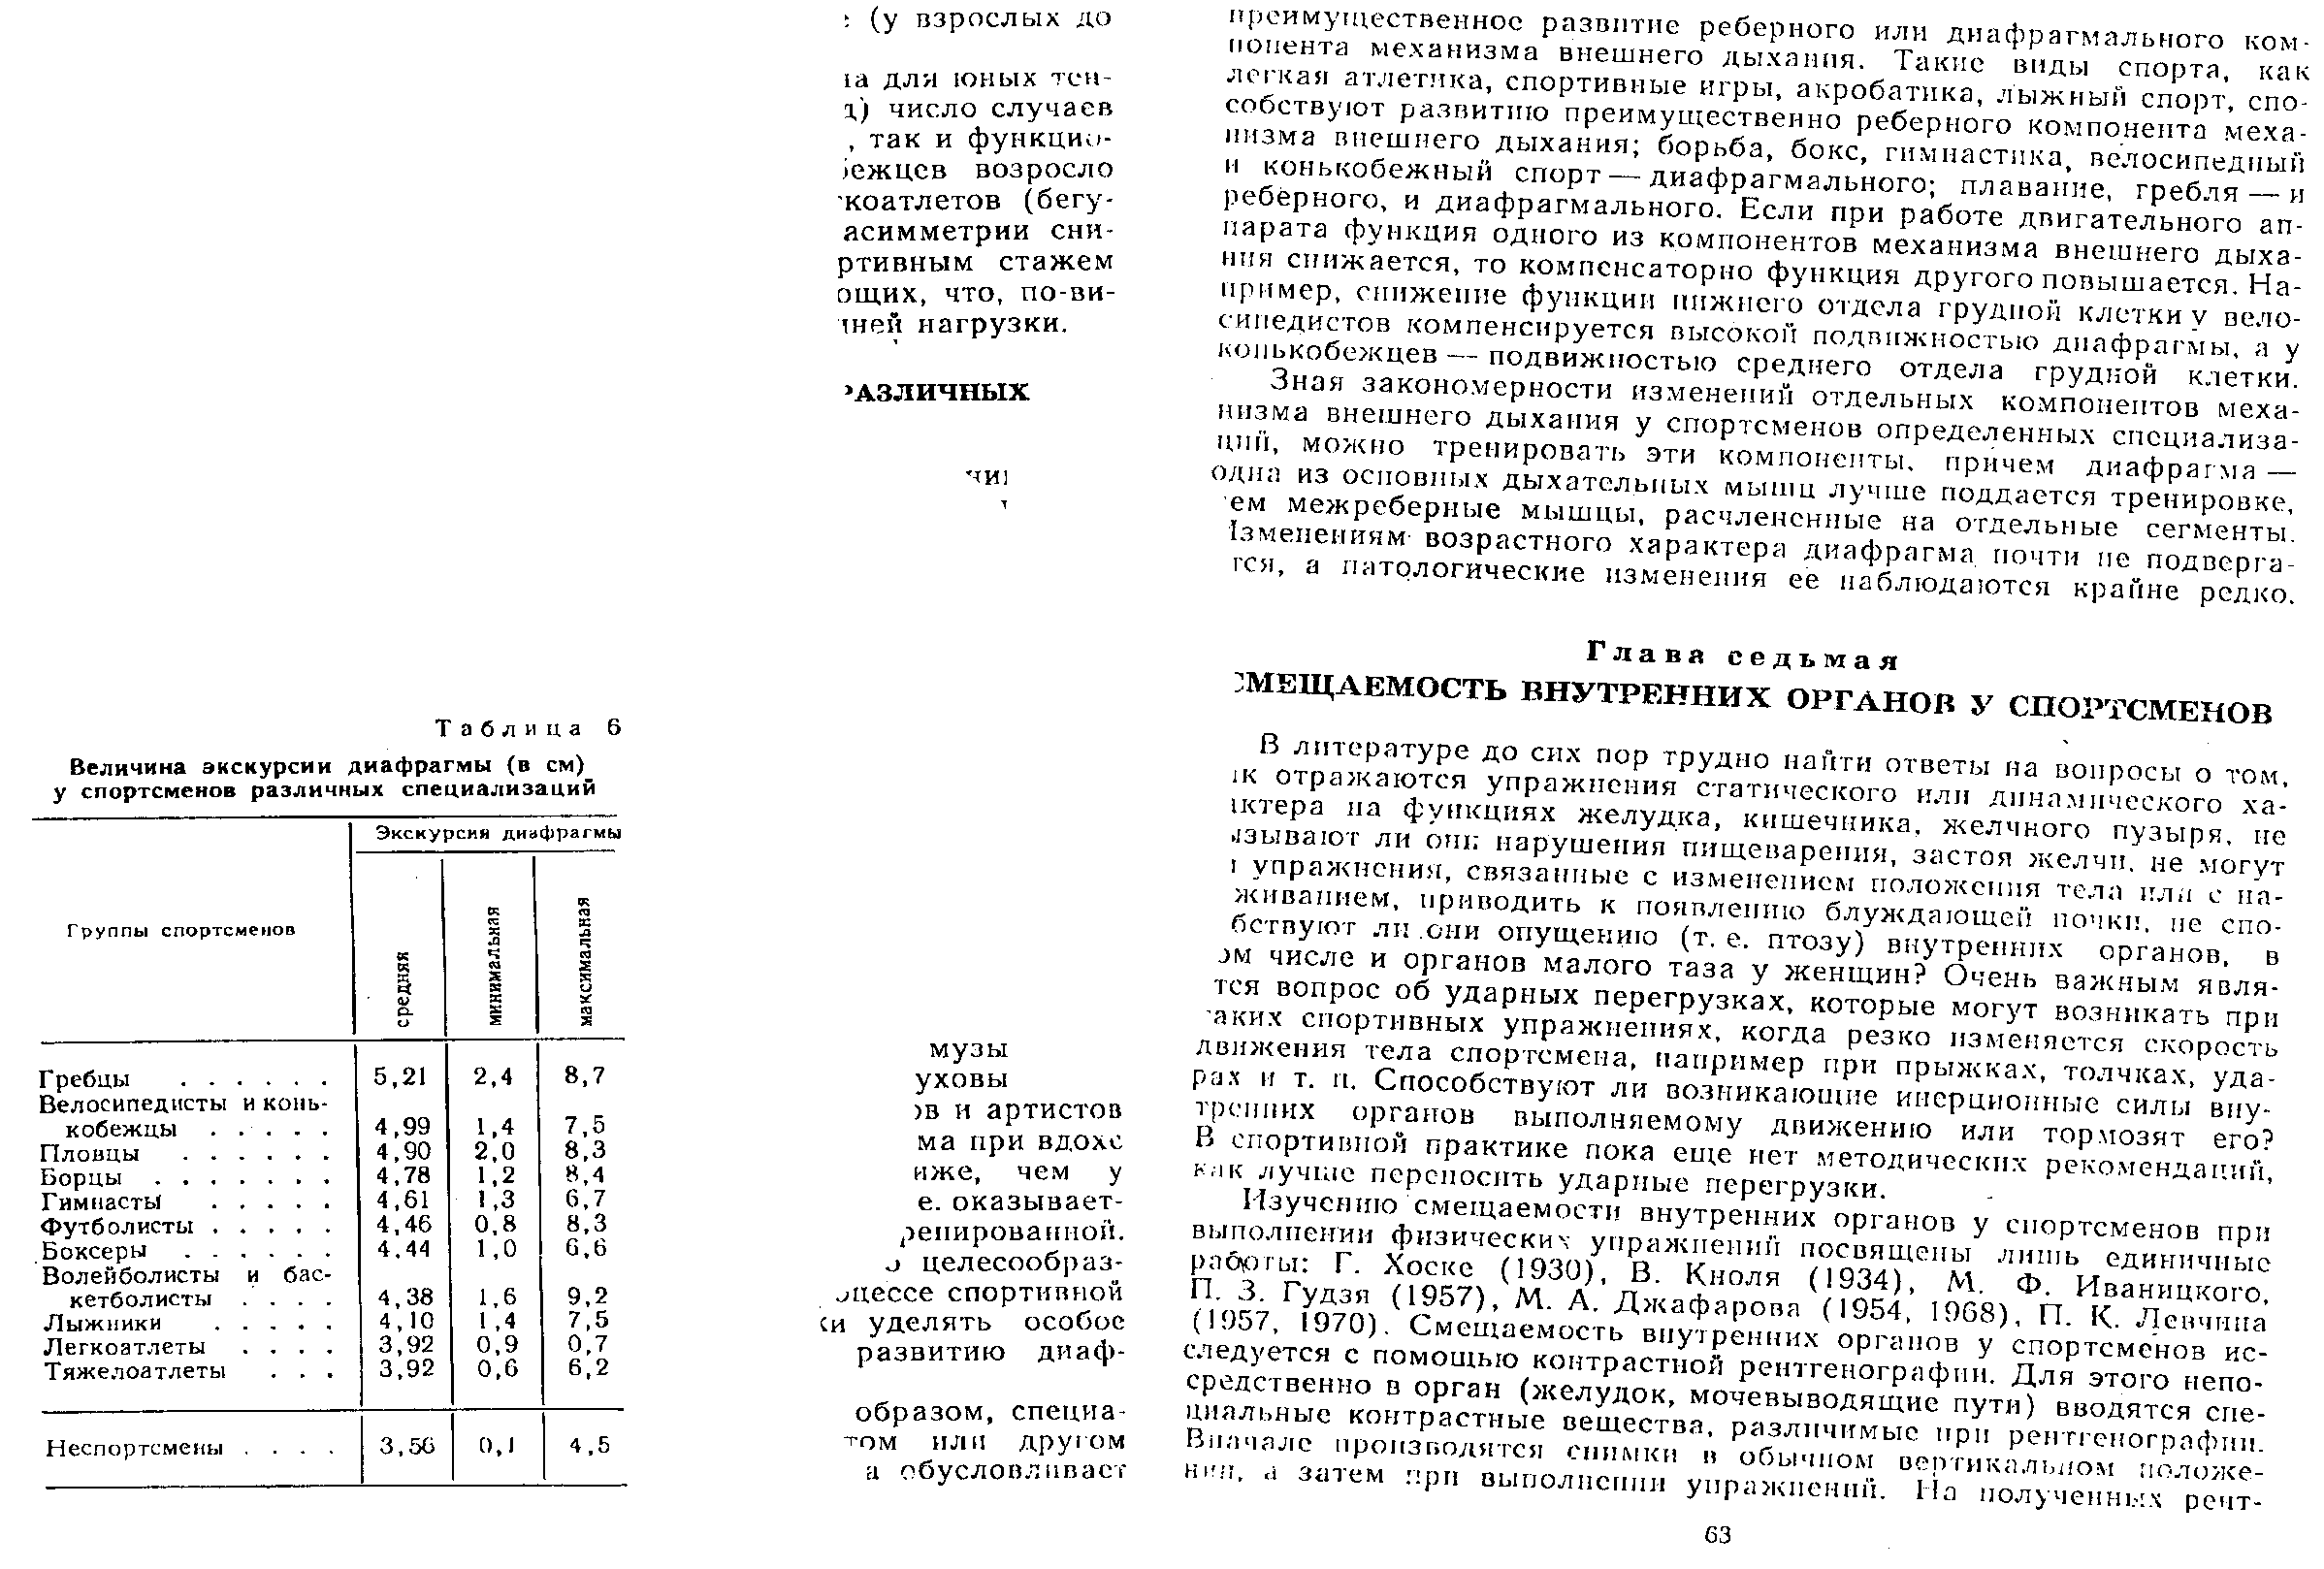 (у взрослых до
для юных тен-
число случаев
, так и функцио-
возросло
(бегу-
асимметрии сни-
стажем
что, по-ви-
нагрузки.
Таблица 6
Величина экскурсии диафрагмы (в см)
у спортсменов различных специализаций
Группы спортсменов
Экскурсия диафрагмы
средняя
минимальная
максимальная
Гребцы . . . . . . 5,21 2,4 8,7
Велосипедисты и конь-
кобежцы . . . . . 4,99 1,4 7,5
Пловцы . . . . . . 4,90 2,0 8,3
Борцы . . . . . . . 4,78 1,2 8,4
Гимнасты . . . . . 4,61 1,3 6,7
Футболисты . . . . . 4,46 0,8 8,3
Боксеры . . . . . . 4,44 1,0 6,6
Волейболисты и бас-
кетболисты . . . . 4,38 1,6 9,2
Лыжники . . . . . 4,10 1,4 7,5
Легкоатлеты . . . . 3,92 0,9 0,7
Тяжелоатлеты . . . 3,92 0,6 6,2
Неспортсмены . . . . 3,56 0,1 4,5
музы
уховы
и артистов
ма при вдохе
иже, чем у
е. оказывает-
целесообраз-
спортивной
уделять особое
развитию диаф-
образом, специа-
том или другом
а обусловливает
преимущественное развитие реберного или диафрагмального ком-
понента механизма внешнего дыхания. Такие виды спорта, как
легкая атлетика, спортивные игры, акробатика, лыжный спорт, спо-
собствуют развитию преимущественно реберного компонента меха-
низма внешнего дыхания; борьба, бокс, гимнастика, велосипедный
и конькобежный спорт — диафрагмального; плавание, гребля — и
реберного, и диафрагмального. Если при работе двигательного ап-
парата функция одного из компонентов механизма внешнего дыха-
ния снижается, то компенсаторно функция другого повышается. На-
пример, снижение функции нижнего отдела грудной клетки у вело-
сипедистов компенсируется высокой подвижностью диафрагмы, а у
конькобежцев — подвижностью среднего отдела грудной клетки.
Зная закономерности изменений отдельных компонентов меха-
низма внешнего дыхания у спортсменов определенных специализа-
ций, можно тренировать эти компоненты, причем диафрагма —
одна из основных дыхательных мышц лучше поддается тренировке,
ем межреберные мышцы, расчлененные на отдельные сегменты.
зменениям возрастного характера диафрагма почти не подверга-
тся, а патологические изменения ее наблюдаются крайне редко.
Глава седьмая
МЕЩАЕМОСТЬ ВНУТРЕННИХ ОРГАНОВ У СПОРТСМЕНОВ
В литературе до сих пор трудно найти ответы на вопросы о том,
к отражаются упражнения статического или динамического ха-
ктера на функциях желудка, кишечника, желчного пузыря, не
зывают ли они нарушения пищеварения, застоя желчи, не могут
упражнения, связанные с изменением положения тела или с на-
живанием, приводить к появлению блуждающей почки, не спо-
бствуют ли они опущению (т. е. птозу) внутренних органов, в
ом числе и органов малого таза у женщин? Очень важным явля-
тся вопрос об ударных перегрузках, которые могут возникать при
аких спортивных упражнениях, когда резко изменяется скорость
движения тела спортсмена, например при прыжках, толчках, уда-
рах и т. п. Способствуют ли возникающие инерционные силы вну-
тренних органов выполняемому движению или тормозят его?
В спортивной практике пока еще нет методических рекомендаций,
как лучше переносить ударные перегрузки.
Изучению смещаемости внутренних органов у спортсменов при
выполнении физических упражнений посвящены лишь единичные
работы: Г. Хоске (1930), В. Кноля (1934), М. Ф. Иваницкого,
П. З. Гудзя (1957), М. А. Джафарова (1954, 1968), П. К. Левчина
(1957, 1970). Смещаемость внутренних органов у спортсменов ис-
следуется с помощью контрастной рентгенографии. Для этого непо-
средственно в орган (желудок, мочевыводящие пути) вводятся спе-
циальные контрастные вещества, различимые при рентгенографии.
Вначале производятся снимки в обычном вертикальном положе-
нии, а затем при выполнении упражнений. На полученных рент-
63